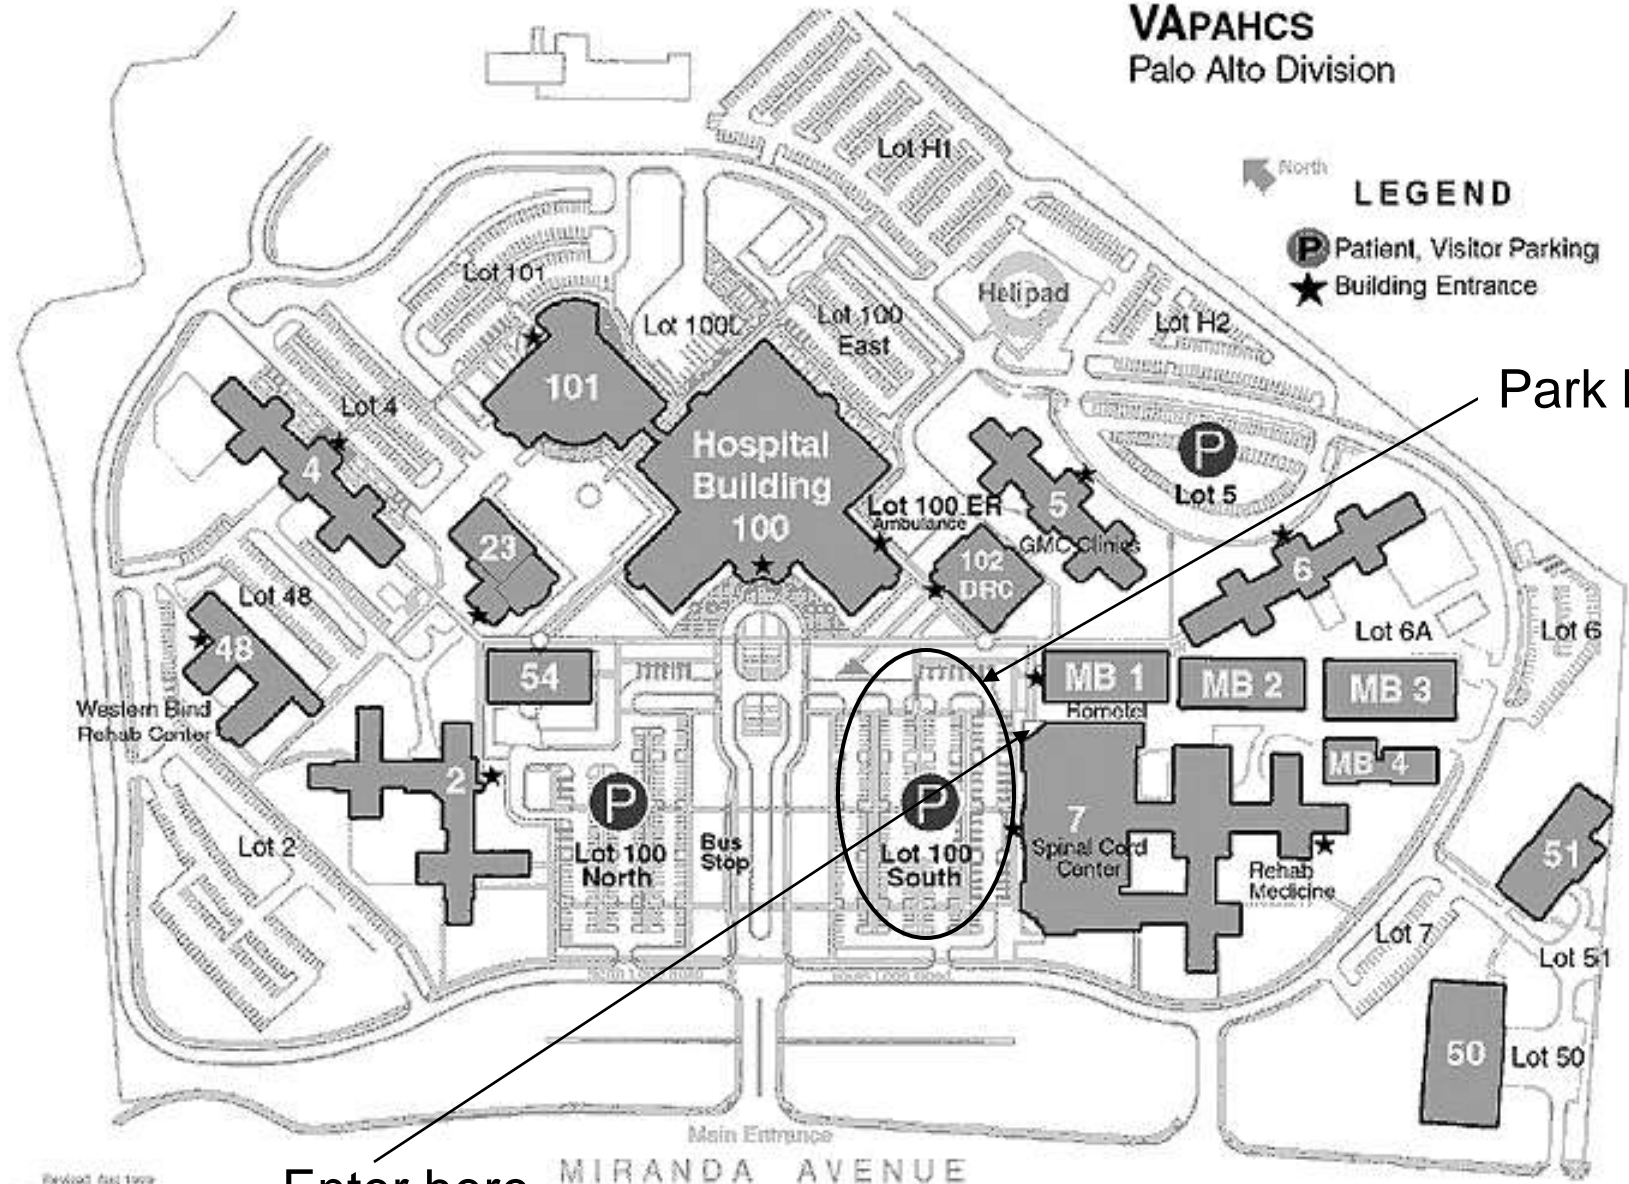 VAPAHCS
Palo Alto Division
North
LEGEND
P Patient, Visitor Parking
Building Entrance
Lot H1
Lot 101
Lot 100L
Lot 100
East
Helipad
Lot H2
Park
101
Lot 4
4
Hospital
Building
100
P
Lot 5
5
Lot 100 ER
Ambulance
GMC Clinics
23
102
DRC
6
Lot 48
48
Lot 6A
Lot 6
54
MB 1
MB 2
MB 3
Western Blind
Rehab Center
MB 4
2
P
Lot 100
North
Bus
Stop
P
Lot 100
South
7
Spinal Cord
Center
Rehab
Medicine
51
Lot 2
Lot 7
Lot 51
50
Lot 50
Main Entrance
Enter here
MIRANDA AVENUE